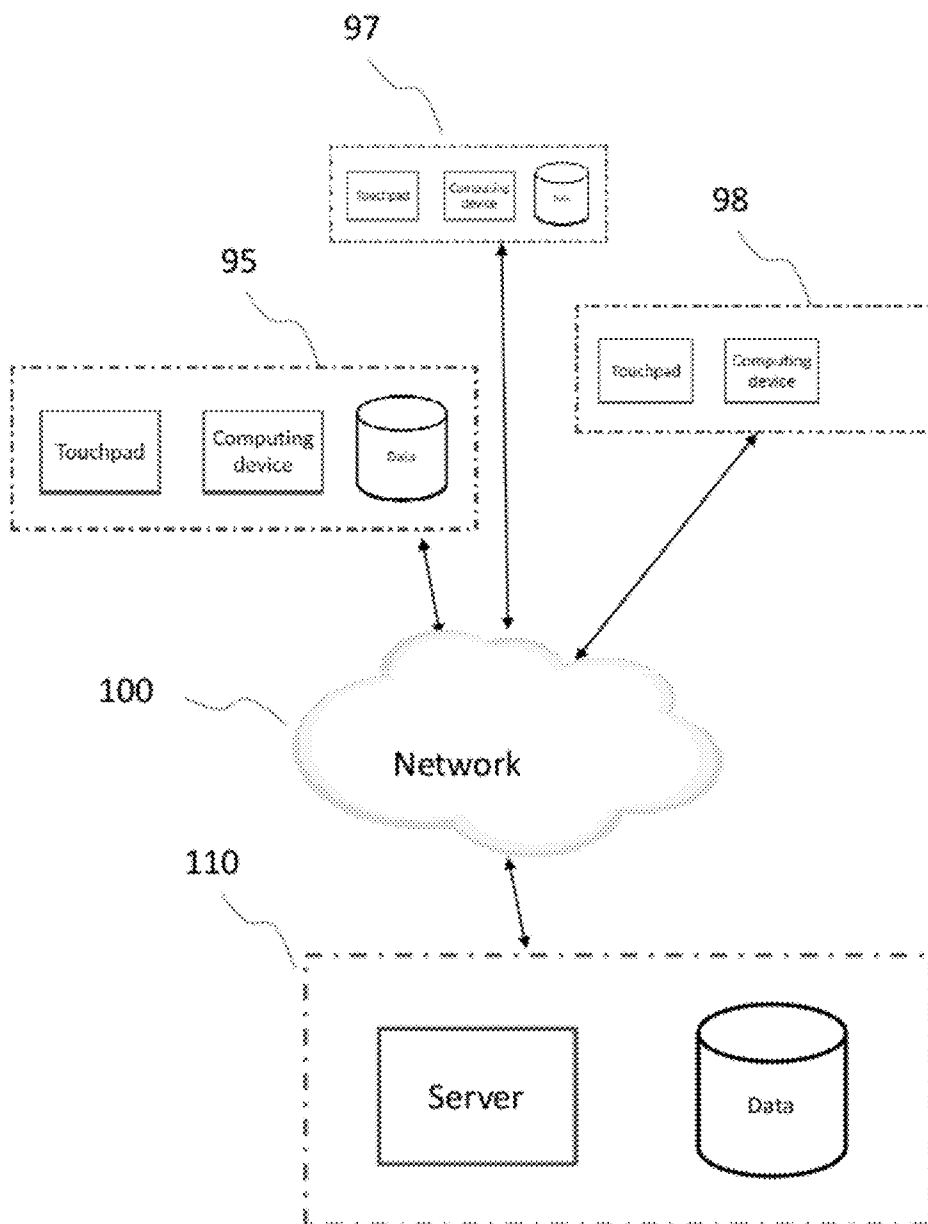 97
Touchpad
Computing
device
98
95
Touchpad
Computing
device
Touchpad
Computing
device
Data
100
Network
110
Server
Data